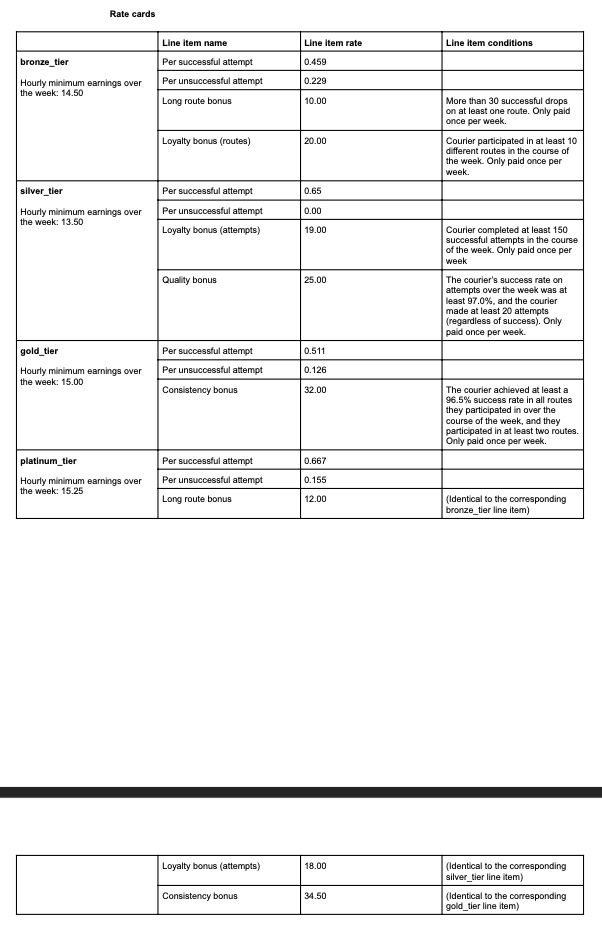 Rate cards
Line item name
Line item rate
Line item conditions
bronze_tier
Hourly minimum earnings over
the week: 14.50
Per successful attempt
0.459
Per unsuccessful attempt
0.229
Long route bonus
10.00
More than 30 successful drops
on at least one route. Only paid
once per week.
Loyalty bonus (routes)
20.00
Courier participated in at least 10
different routes in the course of
the week. Only paid once per
week.
silver_tier
Hourly minimum earnings over
the week: 13.50
Per successful attempt
0.65
Per unsuccessful attempt
0.00
Loyalty bonus (attempts)
19.00
Courier completed at least 150
successful attempts in the course
of the week. Only paid once per
week
Quality bonus
25.00
The courier's success rate on
attempts over the week was at
least 97.0%, and the courier
made at least 20 attempts
(regardless of success). Only
paid once per week.
gold_tier
Hourly minimum earnings over
the week: 15.00
Per successful attempt
0.511
Per unsuccessful attempt
0.126
Consistency bonus
32.00
The courier achieved at least a
96.5% success rate in all routes
they participated in over the
course of the week, and they
participated in at least two routes.
Only paid once per week.
platinum_tier
Hourly minimum earnings over
the week: 15.25
Per successful attempt
0.667
Per unsuccessful attempt
0.155
Long route bonus
12.00
(Identical to the corresponding
bronze_tier line item)
Loyalty bonus (attempts)
18.00
(Identical to the corresponding
silver_tier line item)
Consistency bonus
34.50
(Identical to the corresponding
gold_tier line item)